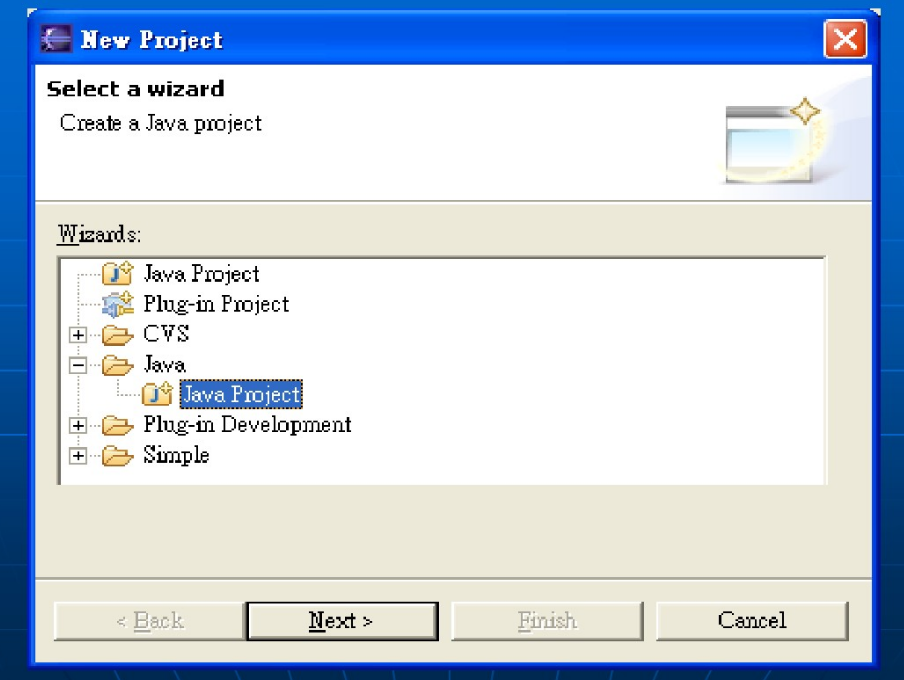 New Project
Select a wizard
Create a Java project
Wizards:
Java Project
Plug-in Project
CVS
Java
Java Project
Plug-in Development
Simple
< Back Next > Finish Cancel